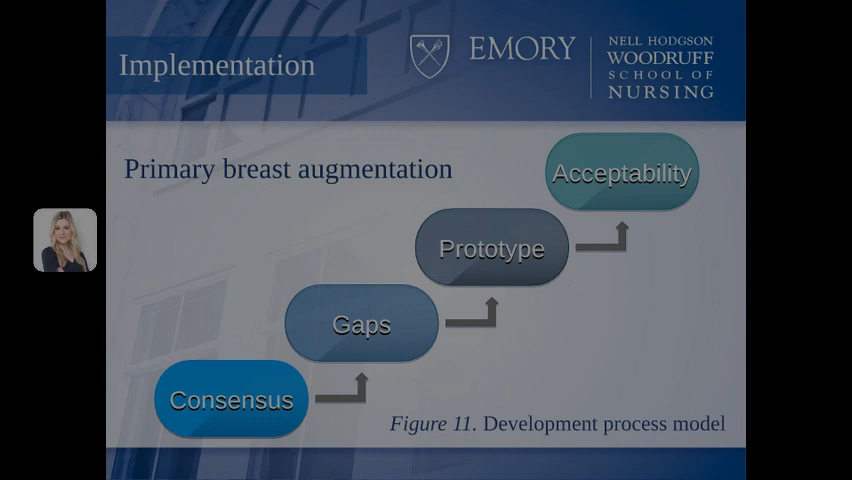 Implementation
EMORY
NELL HODGSON
WOODRUFF
SCHOOL OF
NURSING
Primary breast augmentation
Acceptability
Prototype
Gaps
Consensus
Figure 11. Development process model